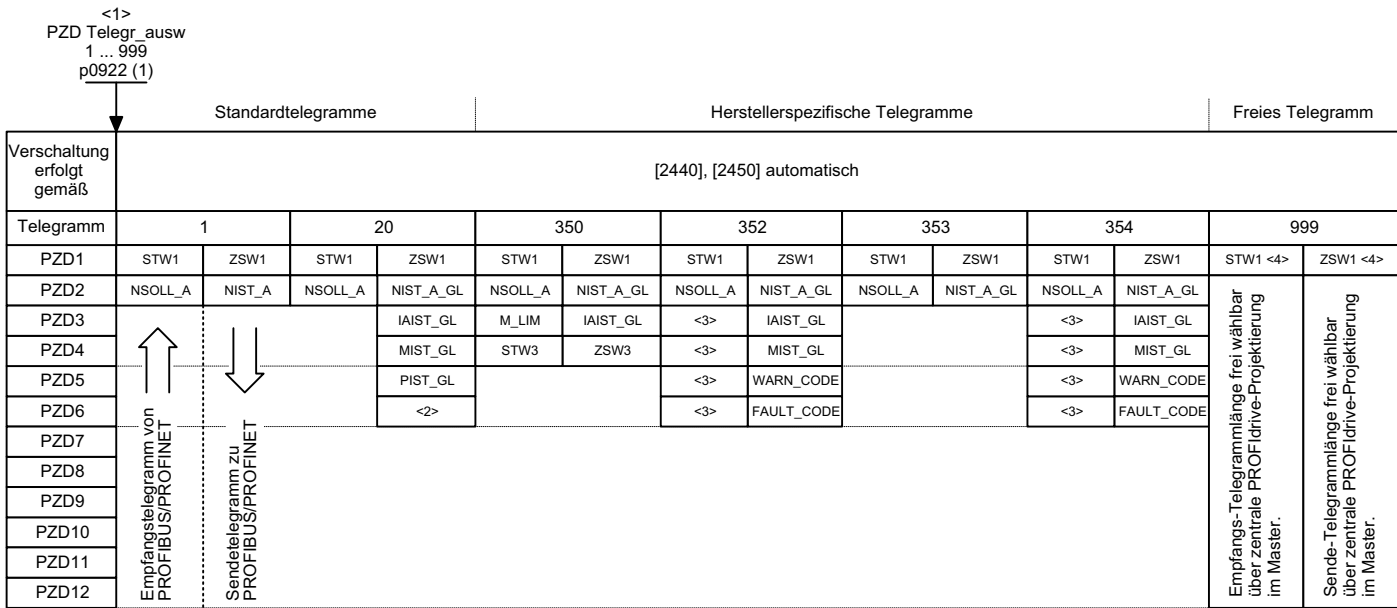 <1>
PZD Telegr_ausw
1 ... 999
p0922 (1)
Standardtelegramme
Herstellerspezifische Telegramme
Freies Telegramm
Verschaltung
erfolgt
gemäß
[2440], [2450] automatisch
Telegramm 1 20 350 352 353 354 999
PZD1 STW1 ZSW1 STW1 ZSW1 STW1 ZSW1 STW1 ZSW1 STW1 ZSW1 STW1 ZSW1 STW1 <4> ZSW1 <4>
PZD2 NSOLL_A NIST_A NSOLL_A NIST_A_GL NSOLL_A NIST_A_GL NSOLL_A NIST_A_GL NSOLL_A NIST_A_GL NSOLL_A NIST_A_GL
PZD3 IAIST_GL M_LIM IAIST_GL <3> IAIST_GL <3> IAIST_GL
PZD4 MIST_GL STW3 ZSW3 <3> MIST_GL <3> MIST_GL
PZD5 PIST_GL <3> WARN_CODE <3> WARN_CODE
PZD6 <2> <3> FAULT_CODE <3> FAULT_CODE
PZD7
PZD8
PZD9
PZD10
PZD11
PZD12
Empfangstelegramm von
PROFIBUS/PROFINET
Sendetelegramm zu
PROFIBUS/PROFINET
Empfangs-Telegrammlänge frei wählbar
über zentrale PROFIdrive-Projektierung
im Master.
Sende-Telegrammlänge frei wählbar
über zentrale PROFIdrive-Projektierung
im Master.